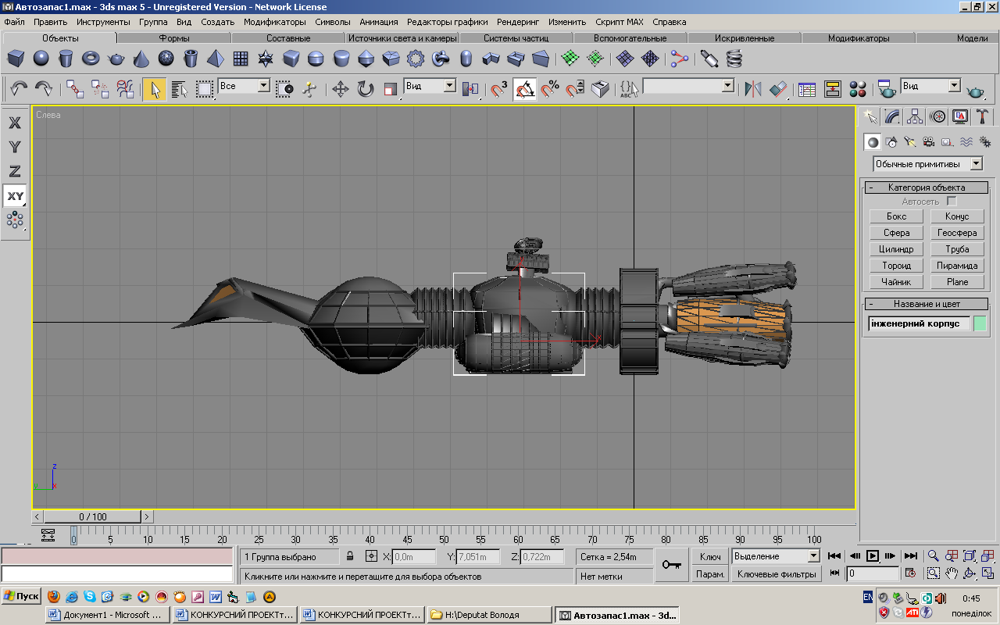 Автозапас1.max - 3ds max 5 - Unregistered Version - Network License
Файл Править Инструменты Группа Вид Создать Модификаторы Символы Анимация Редакторы графики Рендеринг Изменить Скрипт MAX Справка
Объекты Формы Составные Источники света и камеры Системы частиц Вспомогательные Искривленные Модификаторы Модели
Все Вид 3 % ABC Вид
X
Y
Z
XY
Слева
Обычные примитивы
- Категория объекта
Автосеть
Бокс Конус
Сфера Геосфера
Цилиндр Труба
Тороид Пирамида
Чайник Plane
- Название и цвет
інженерний корпус
x
z
y x
< 0 / 100 >
0 5 10 15 20 25 30 35 40 45 50 55 60 65 70 75 80 85 90 95 100
1 Группа выбрано X: 0,0m Y: 7,051m Z: 0,722m Сетка = 2,54m Ключ Выделение
Кликните или нажмите и перетащите для выбора объектов Нет метки Парам. Ключевые фильтры 0
Пуск EN 0:45
Документ1 - Microsoft ... КОНКУРСНИЙ ПРОЕКТт... КОНКУРСНИЙ ПРОЕКТт... H:\Deputat Володя Автозапас1.max - 3d... ATI понеділок